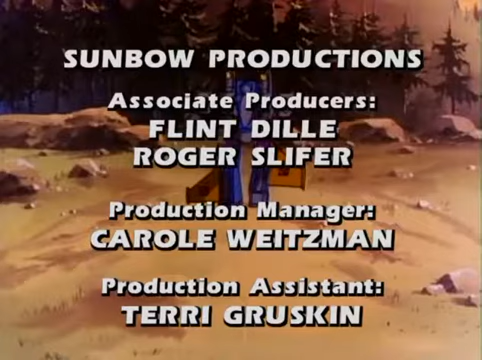 SUNBOW PRODUCTIONS
Associate Producers:
FLINT DILLE
ROGER SLIFER
Production Manager:
CAROLE WEITZMAN
Production Assistant:
TERRI GRUSKIN